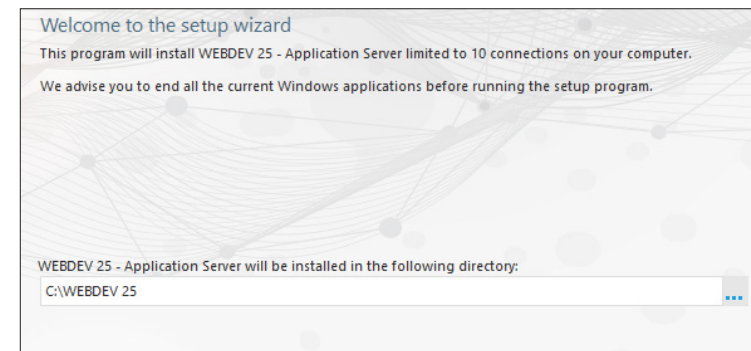 Welcome to the setup wizard
This program will install WEBDEV 25 - Application Server limited to 10 connections on your computer.
We advise you to end all the current Windows applications before running the setup program.
WEBDEV 25 - Application Server will be installed in the following directory:
C:\WEBDEV 25
...